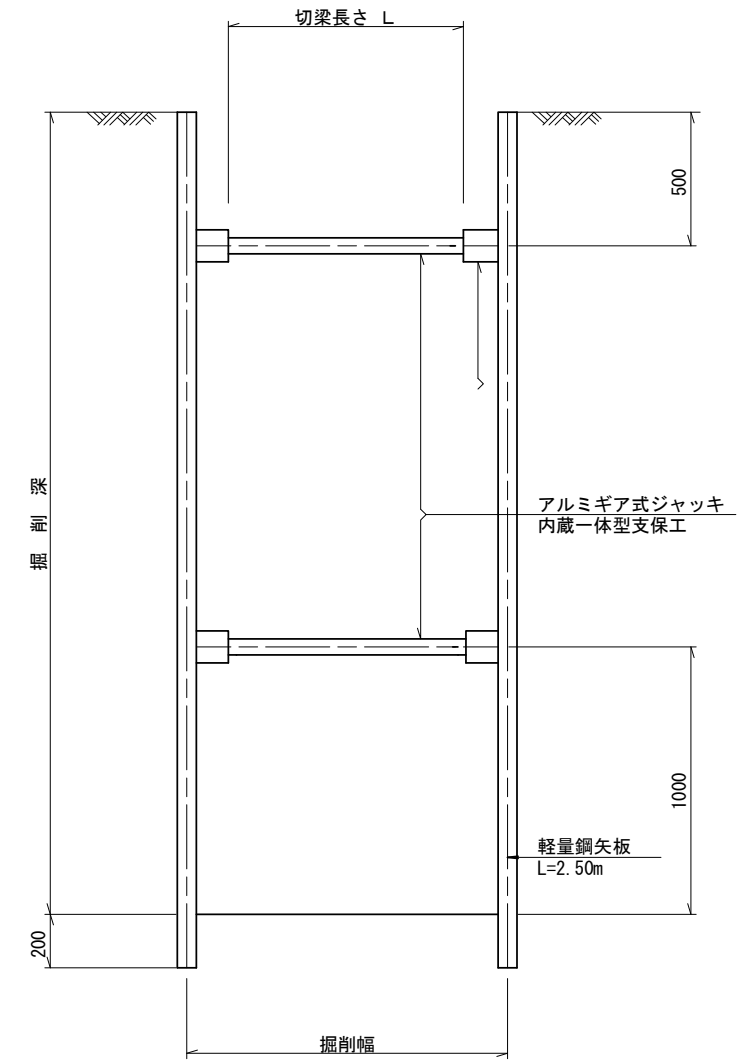 切梁長さ L
500
掘削深
アルミギア式ジャッキ
内蔵一体型支保工
1000
軽量鋼矢板
L=2.50m
200
掘削幅